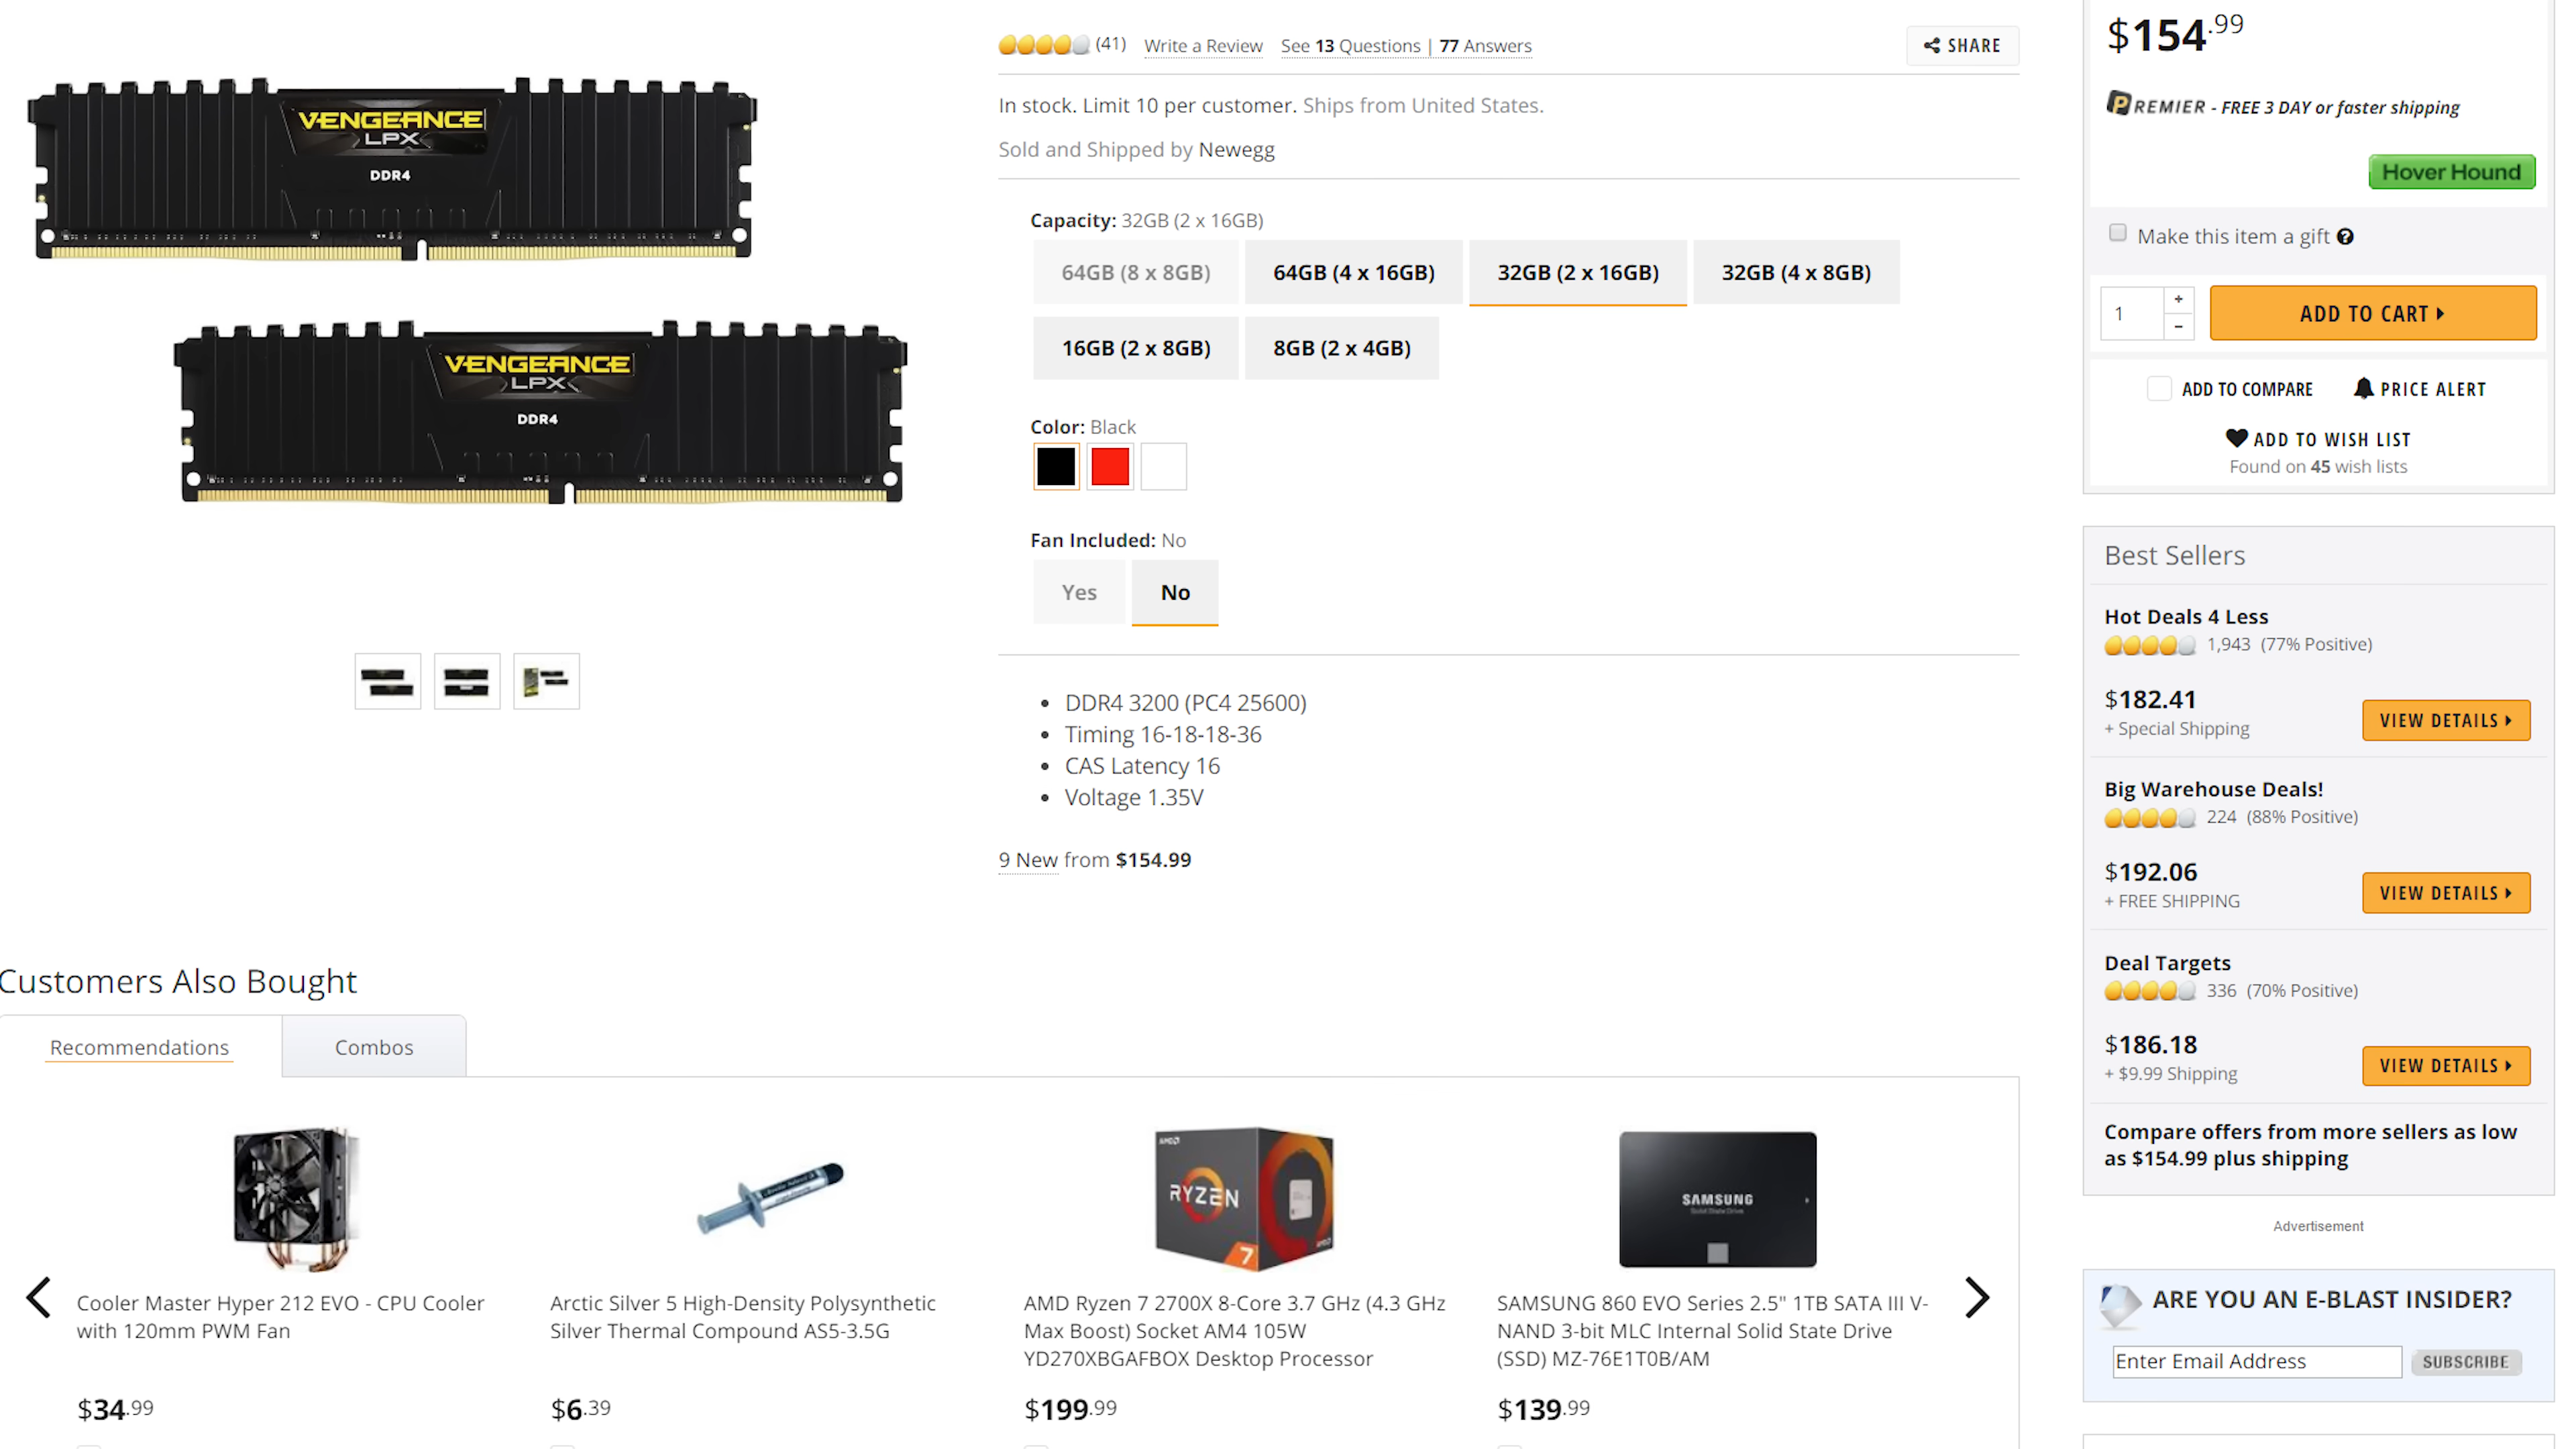 VENGEANCE
LPX
DDR4
VENGEANCE
LPX
DDR4
(41) Write a Review See 13 Questions | 77 Answers
SHARE
In stock. Limit 10 per customer. Ships from United States.
Sold and Shipped by Newegg
Capacity: 32GB (2 x 16GB)
64GB (8 x 8GB) 64GB (4 x 16GB) 32GB (2 x 16GB) 32GB (4 x 8GB)
16GB (2 x 8GB) 8GB (2 x 4GB)
Color: Black
Fan Included: No
Yes No
DDR4 3200 (PC4 25600)
Timing 16-18-18-36
CAS Latency 16
Voltage 1.35V
9 New from $154.99
$154.99
PREMIER - FREE 3 DAY or faster shipping
Hover Hound
Make this item a gift ?
1 + -
ADD TO CART
ADD TO COMPARE PRICE ALERT
ADD TO WISH LIST
Found on 45 wish lists
Best Sellers
Hot Deals 4 Less
1,943 (77% Positive)
$182.41
+ Special Shipping
VIEW DETAILS
Big Warehouse Deals!
224 (88% Positive)
$192.06
+ FREE SHIPPING
VIEW DETAILS
Deal Targets
336 (70% Positive)
$186.18
+ $9.99 Shipping
VIEW DETAILS
Compare offers from more sellers as low
as $154.99 plus shipping
Advertisement
ARE YOU AN E-BLAST INSIDER?
Enter Email Address SUBSCRIBE
Customers Also Bought
Recommendations Combos
Cooler Master Hyper 212 EVO - CPU Cooler
with 120mm PWM Fan
$34.99
Arctic Silver 5 High-Density Polysynthetic
Silver Thermal Compound AS5-3.5G
$6.39
AMD
RYZEN
7
AMD
AMD Ryzen 7 2700X 8-Core 3.7 GHz (4.3 GHz
Max Boost) Socket AM4 105W
YD270XBGAFBOX Desktop Processor
$199.99
SAMSUNG
Solid State Drive
SAMSUNG 860 EVO Series 2.5" 1TB SATA III V-
NAND 3-bit MLC Internal Solid State Drive
(SSD) MZ-76E1T0B/AM
$139.99